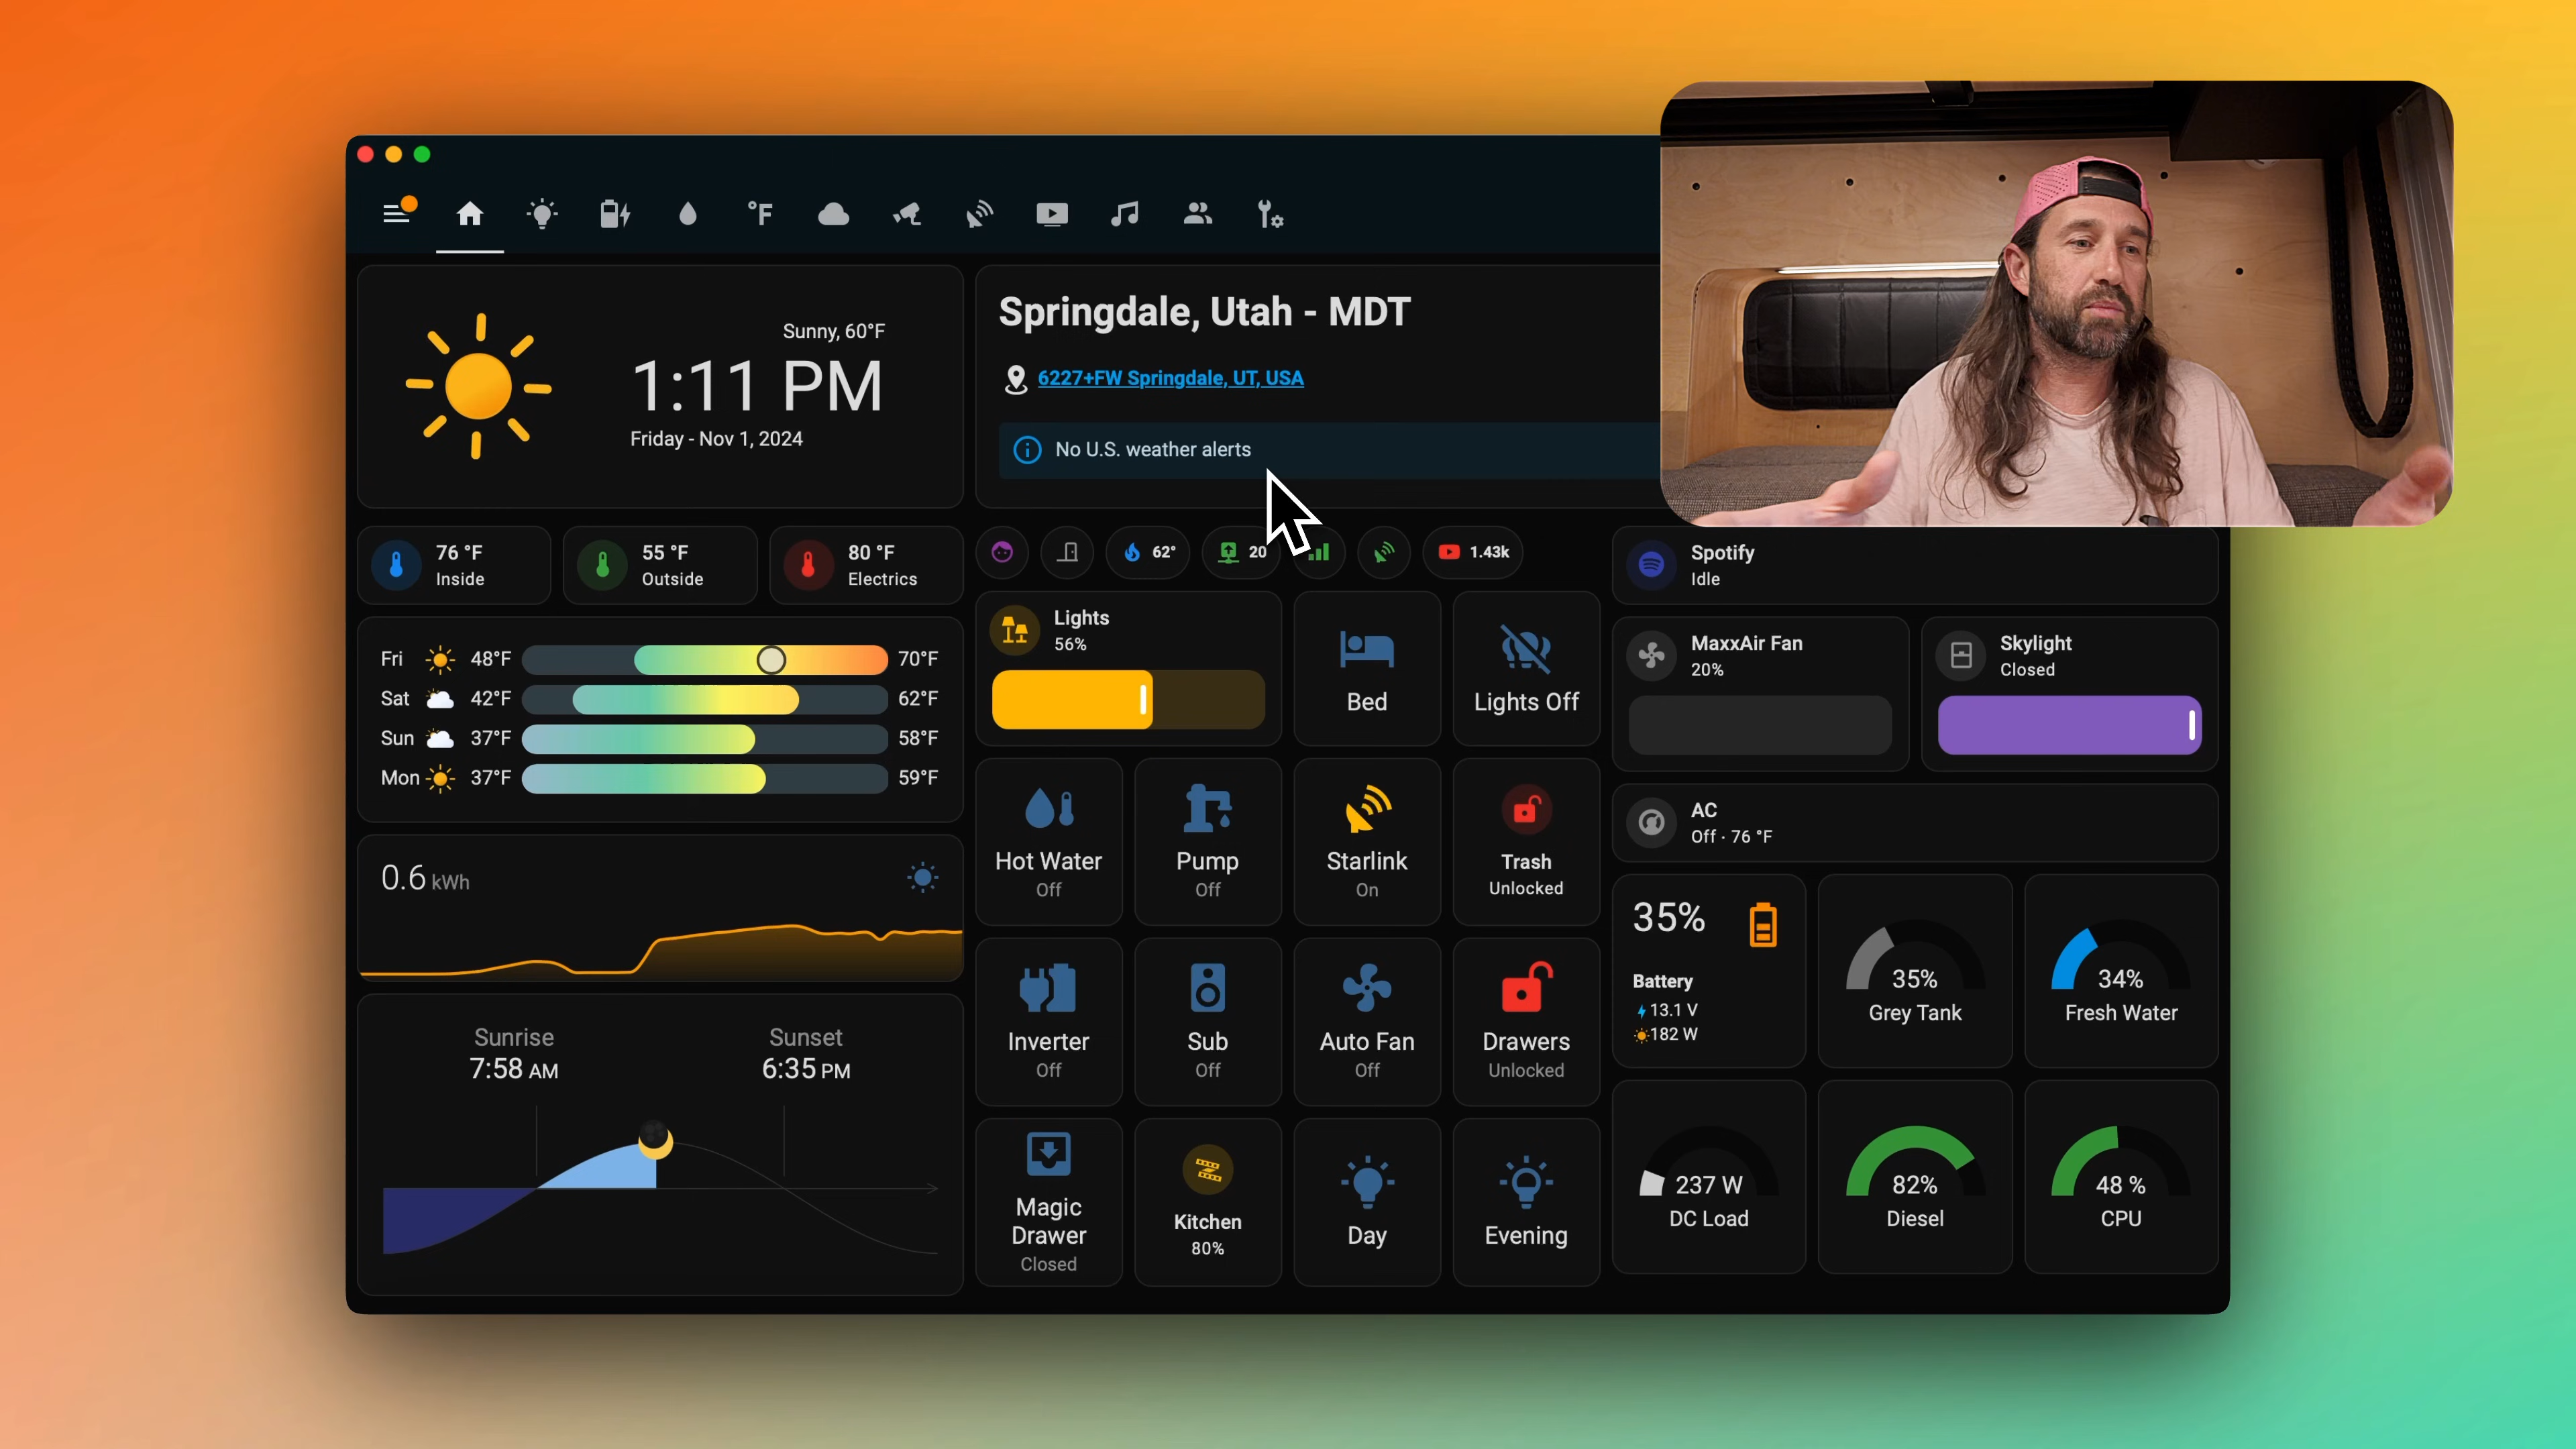 °F
Sunny, 60°F
1:11 PM
Friday - Nov 1, 2024
Springdale, Utah - MDT
6227+FW Springdale, UT, USA
No U.S. weather alerts
76 °F
Inside
55 °F
Outside
80 °F
Electrics
Fri 48°F 70°F
Sat 42°F 62°F
Sun 37°F 58°F
Mon 37°F 59°F
0.6 kWh
Sunrise
7:58 AM
Sunset
6:35 PM
62°
20
1.43k
Lights
56%
Bed
Lights Off
Hot Water
Off
Pump
Off
Starlink
On
Trash
Unlocked
Inverter
Off
Sub
Off
Auto Fan
Off
Drawers
Unlocked
Magic
Drawer
Closed
Kitchen
80%
Day
Evening
Spotify
Idle
MaxxAir Fan
20%
Skylight
Closed
AC
Off · 76 °F
35%
Battery
13.1 V
182 W
35%
Grey Tank
34%
Fresh Water
237 W
DC Load
82%
Diesel
48 %
CPU